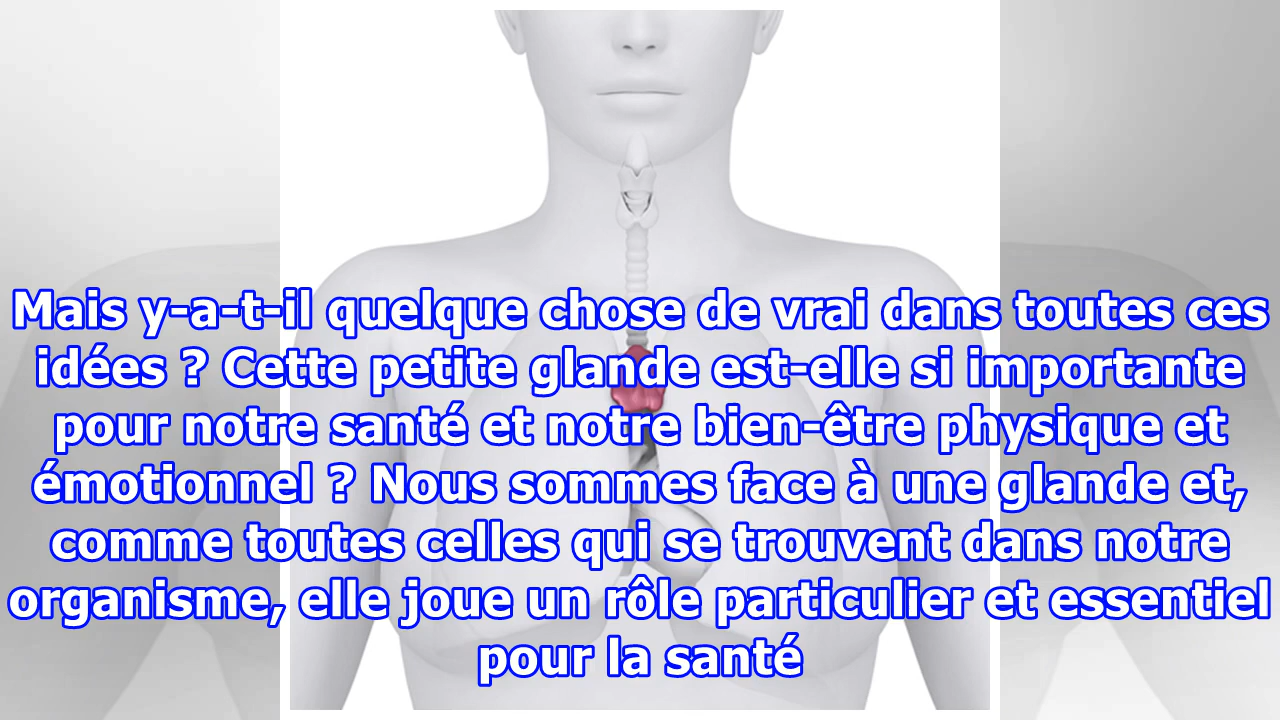 Mais y-a-t-il quelque chose de vrai dans toutes ces
idées ? Cette petite glande est-elle si importante
pour notre santé et notre bien-être physique et
émotionnel ? Nous sommes face à une glande et,
comme toutes celles qui se trouvent dans notre
organisme, elle joue un rôle particulier et essentiel
pour la santé